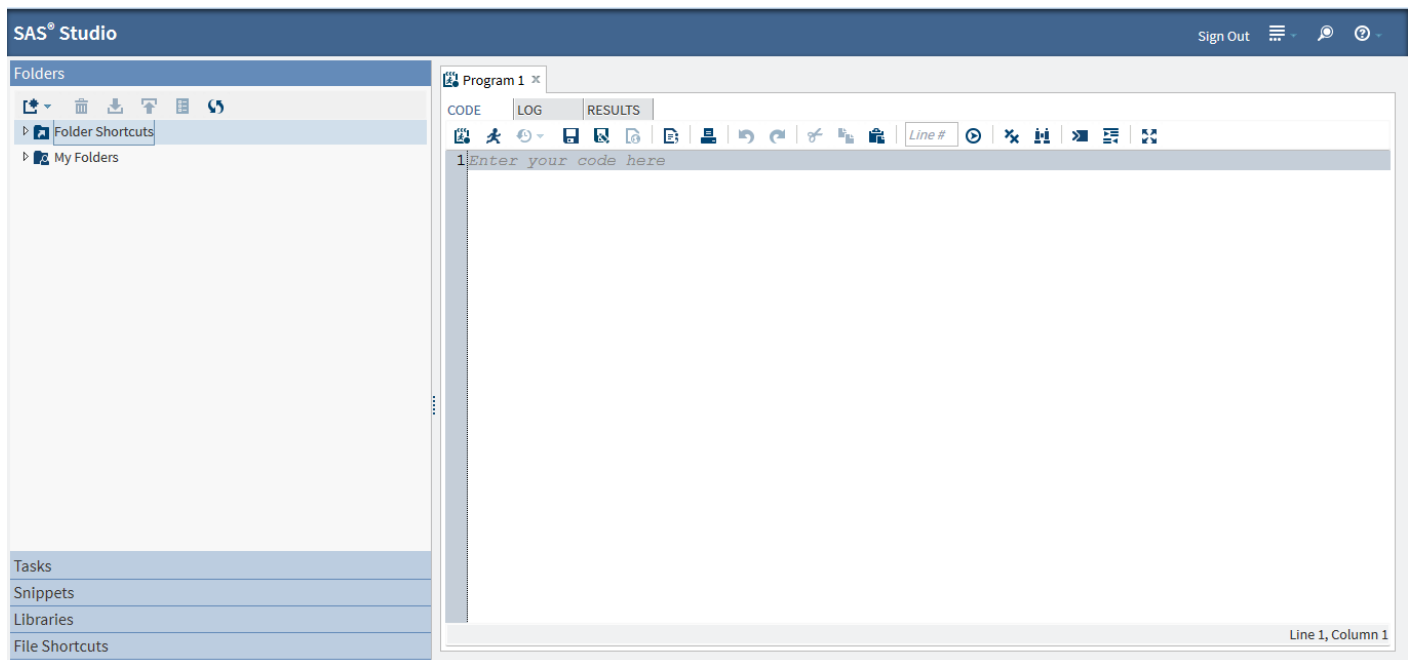 SAS® Studio
Sign Out
Folders
Folder Shortcuts
My Folders
Tasks
Snippets
Libraries
File Shortcuts
Program 1
CODE LOG RESULTS
Line #
1 Enter your code here
Line 1, Column 1